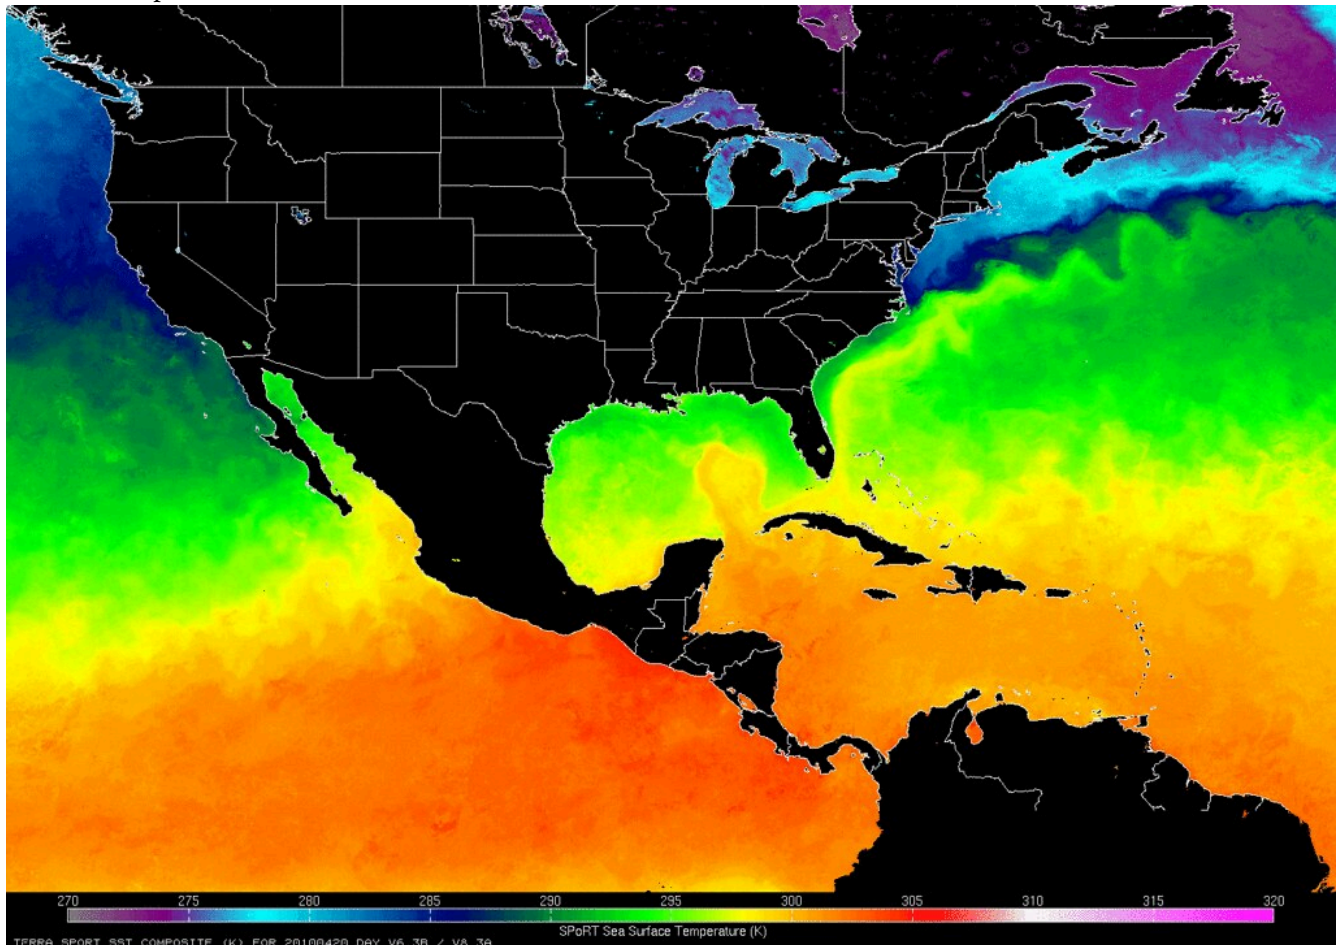 270 275 280 285 290 295 300 305 310 315 320
SPoRT Sea Surface Temperature (K)
TERRA SPORT SST COMPOSITE (K) FOR 20100420 DAY V6.3B / V8.3A